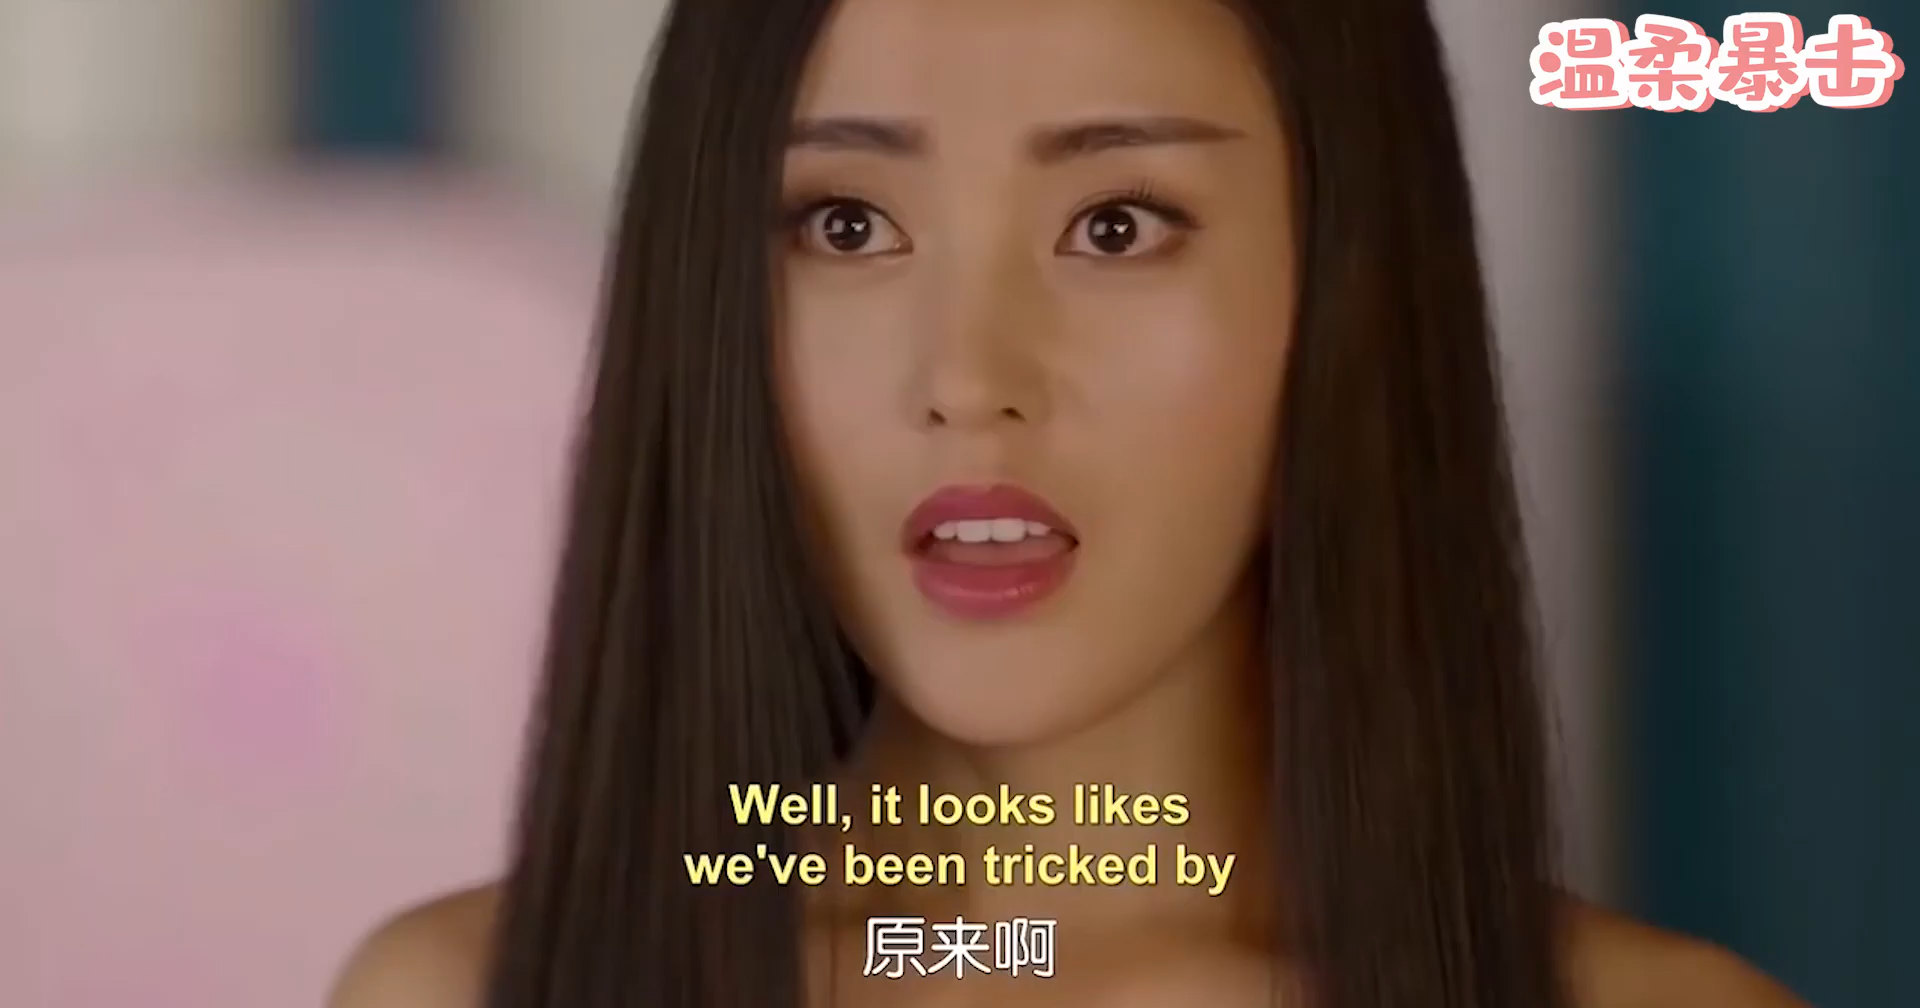 温柔暴击
Well, it looks likes
we've been tricked by
原来啊